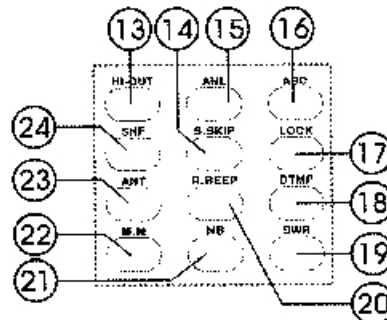 13 14 15 16
HI-CUT ANL ASC
24 SHF S.SKIP LOCK 17
23 ANT R.BEEP DTMF 18
22 M.M NB SWR 19
21 20